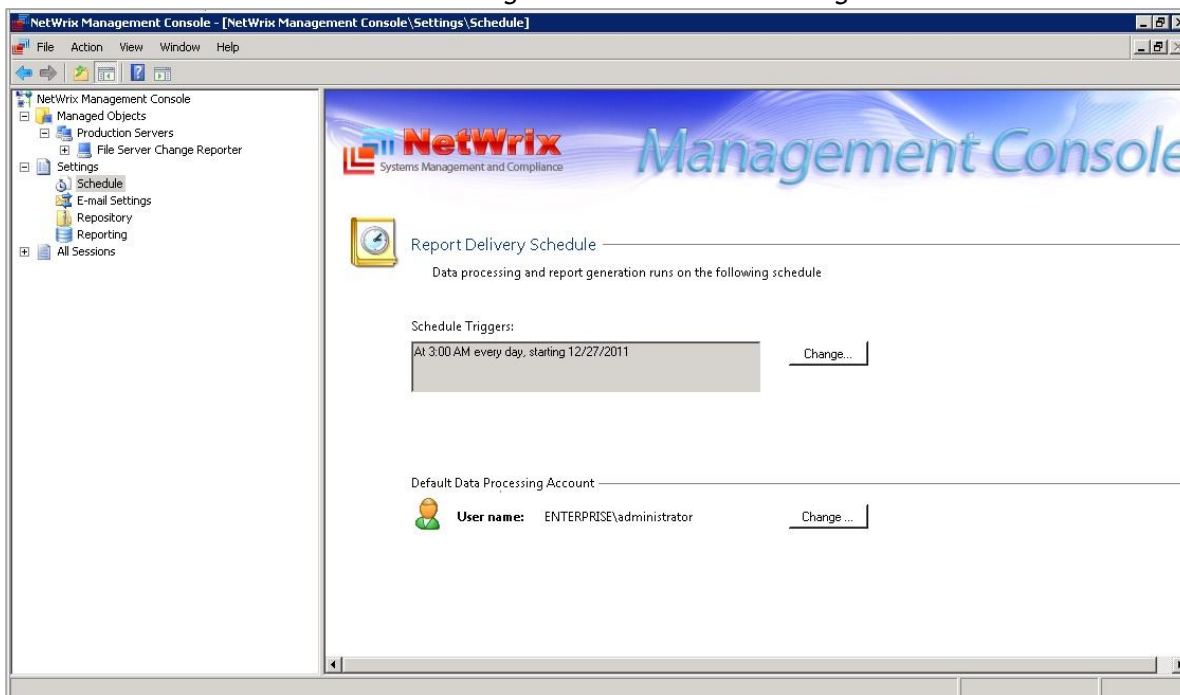 NetWrix Management Console - [NetWrix Management Console\Settings\Schedule]
File Action View Window Help
NetWrix Management Console
Managed Objects
Production Servers
File Server Change Reporter
Settings
Schedule
E-mail Settings
Repository
Reporting
All Sessions
NetWrix
Systems Management and Compliance
Management Console
Report Delivery Schedule
Data processing and report generation runs on the following schedule
Schedule Triggers:
At 3:00 AM every day, starting 12/27/2011
Change...
Default Data Processing Account
User name: ENTERPRISE\administrator
Change ...